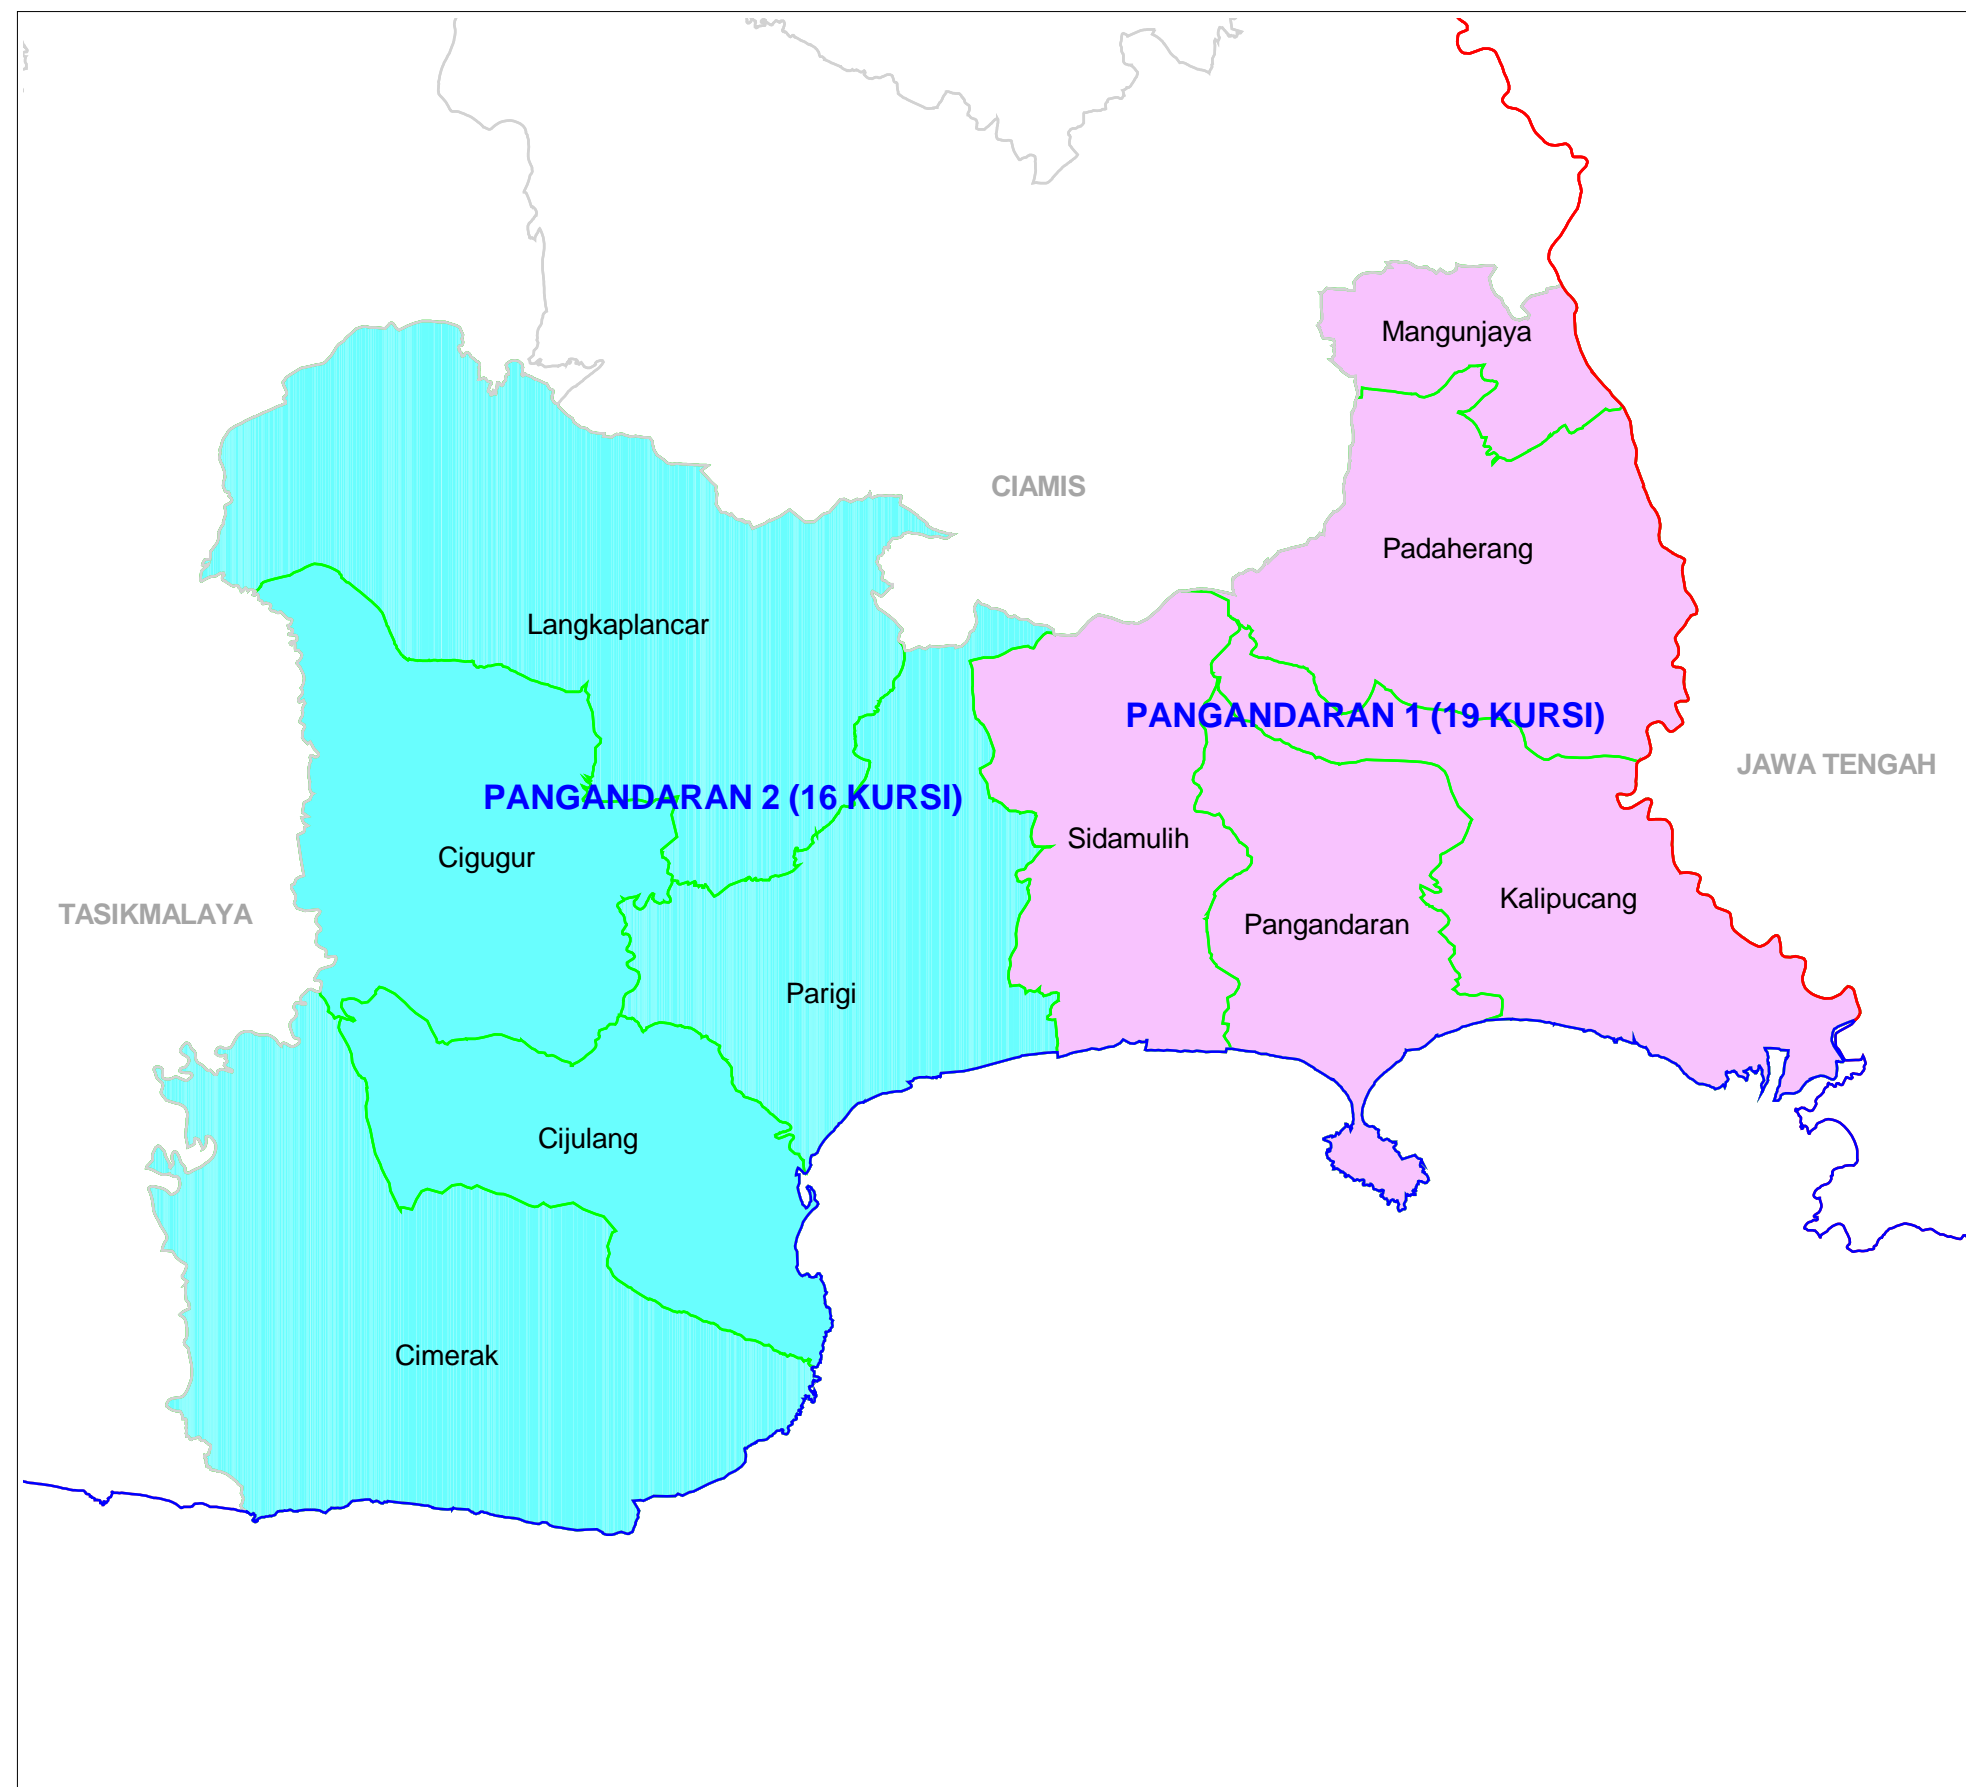 Mangunjaya
CIAMIS
Padaherang
Langkaplancar
PANGANDARAN 1 (19 KURSI)
JAWA TENGAH
PANGANDARAN 2 (16 KURSI)
Sidamulih
Cigugur
Kalipucang
TASIKMALAYA
Pangandaran
Parigi
Cijulang
Cimerak